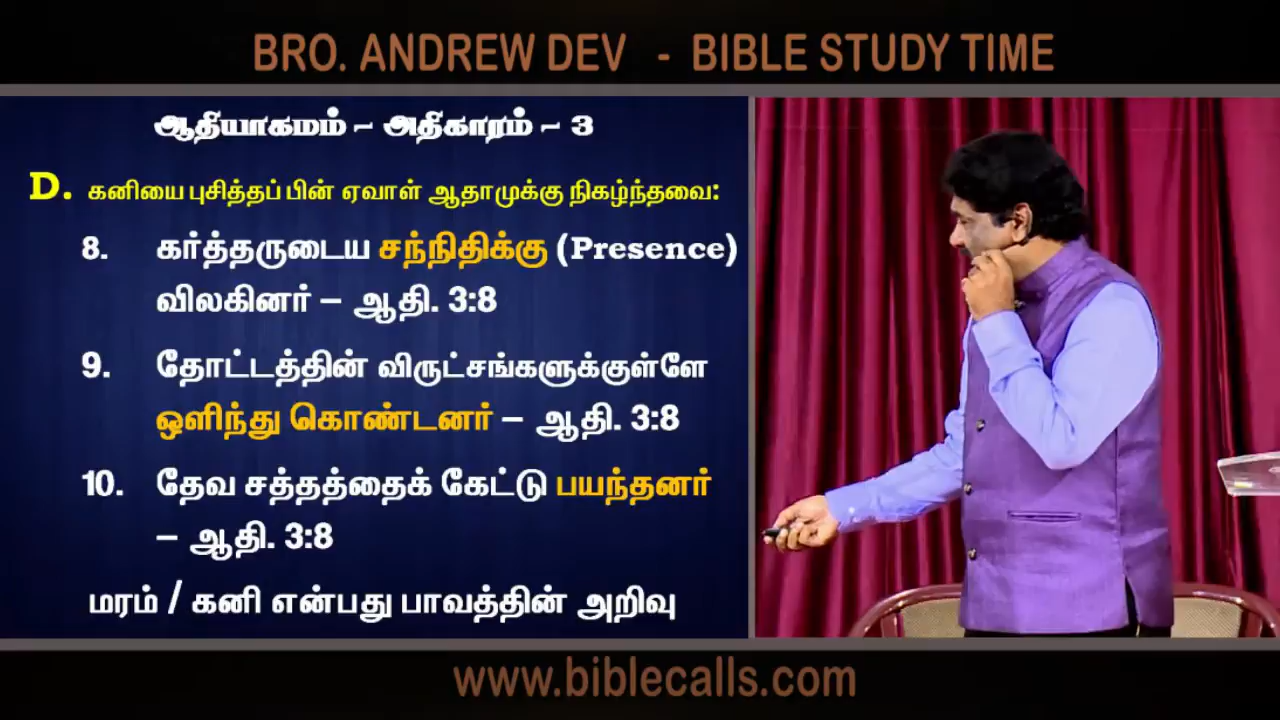 BRO. ANDREW DEV - BIBLE STUDY TIME
ஆதியாகமம் – அதிகாரம் – 3
D. கனியை புசித்தப் பின் ஏவாள் ஆதாமுக்கு நிகழ்ந்தவை:
8. கர்த்தருடைய சந்நிதிக்கு (Presence)
விலகினர் – ஆதி. 3:8
9. தோட்டத்தின் விருட்சங்களுக்குள்ளே
ஒளிந்து கொண்டனர் – ஆதி. 3:8
10. தேவ சத்தத்தைக் கேட்டு பயந்தனர்
– ஆதி. 3:8
மரம் / கனி என்பது பாவத்தின் அறிவு
www.biblecalls.com